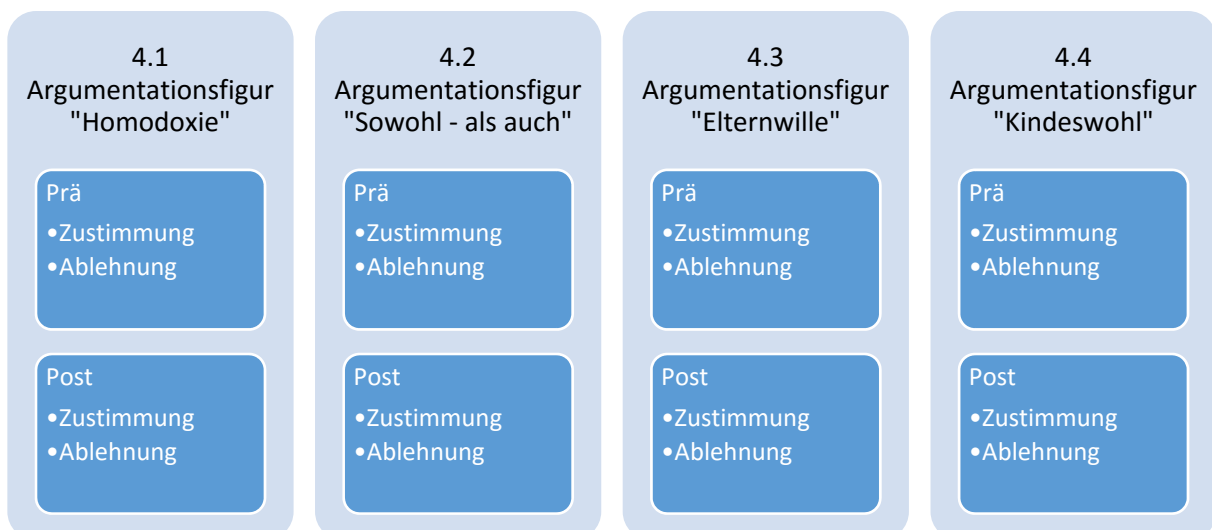 4.1
Argumentationsfigur
"Homodoxie"
Prä
•Zustimmung
•Ablehnung
Post
•Zustimmung
•Ablehnung
4.2
Argumentationsfigur
"Sowohl - als auch"
Prä
•Zustimmung
•Ablehnung
Post
•Zustimmung
•Ablehnung
4.3
Argumentationsfigur
"Elternwille"
Prä
•Zustimmung
•Ablehnung
Post
•Zustimmung
•Ablehnung
4.4
Argumentationsfigur
"Kindeswohl"
Prä
•Zustimmung
•Ablehnung
Post
•Zustimmung
•Ablehnung